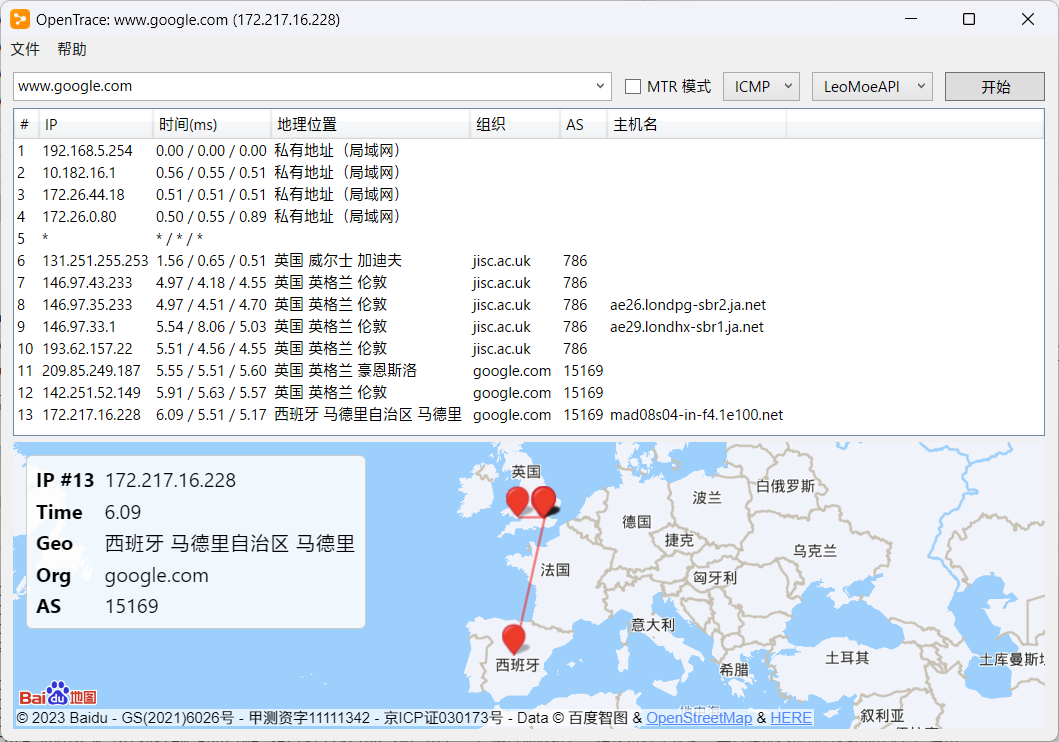 OpenTrace: www.google.com (172.217.16.228)
文件 帮助
www.google.com MTR 模式 ICMP LeoMoeAPI 开始
# IP 时间(ms) 地理位置 组织 AS 主机名
1 192.168.5.254 0.00 / 0.00 / 0.00 私有地址（局域网）
2 10.182.16.1 0.56 / 0.55 / 0.51 私有地址（局域网）
3 172.26.44.18 0.51 / 0.51 / 0.51 私有地址（局域网）
4 172.26.0.80 0.50 / 0.55 / 0.89 私有地址（局域网）
5 * * / * / *
6 131.251.255.253 1.56 / 0.65 / 0.51 英国 威尔士 加迪夫 jisc.ac.uk 786
7 146.97.43.233 4.97 / 4.18 / 4.55 英国 英格兰 伦敦 jisc.ac.uk 786
8 146.97.35.233 4.97 / 4.51 / 4.70 英国 英格兰 伦敦 jisc.ac.uk 786 ae26.londpg-sbr2.ja.net
9 146.97.33.1 5.54 / 8.06 / 5.03 英国 英格兰 伦敦 jisc.ac.uk 786 ae29.londhx-sbr1.ja.net
10 193.62.157.22 5.51 / 4.56 / 4.55 英国 英格兰 伦敦 jisc.ac.uk 786
11 209.85.249.187 5.55 / 5.51 / 5.60 英国 英格兰 豪恩斯洛 google.com 15169
12 142.251.52.149 5.91 / 5.63 / 5.57 英国 英格兰 伦敦 google.com 15169
13 172.217.16.228 6.09 / 5.51 / 5.17 西班牙 马德里自治区 马德里 google.com 15169 mad08s04-in-f4.1e100.net
IP #13 172.217.16.228
Time 6.09
Geo 西班牙 马德里自治区 马德里
Org google.com
AS 15169
英国
白俄罗斯
波兰
德国
捷克
乌克兰
法国
匈牙利
意大利
土耳其
土库曼斯坦
西班牙
希腊
叙利亚
Bai du 地图
© 2023 Baidu - GS(2021)6026号 - 甲测资字11111342 - 京ICP证030173号 - Data © 百度智图 & OpenStreetMap & HERE